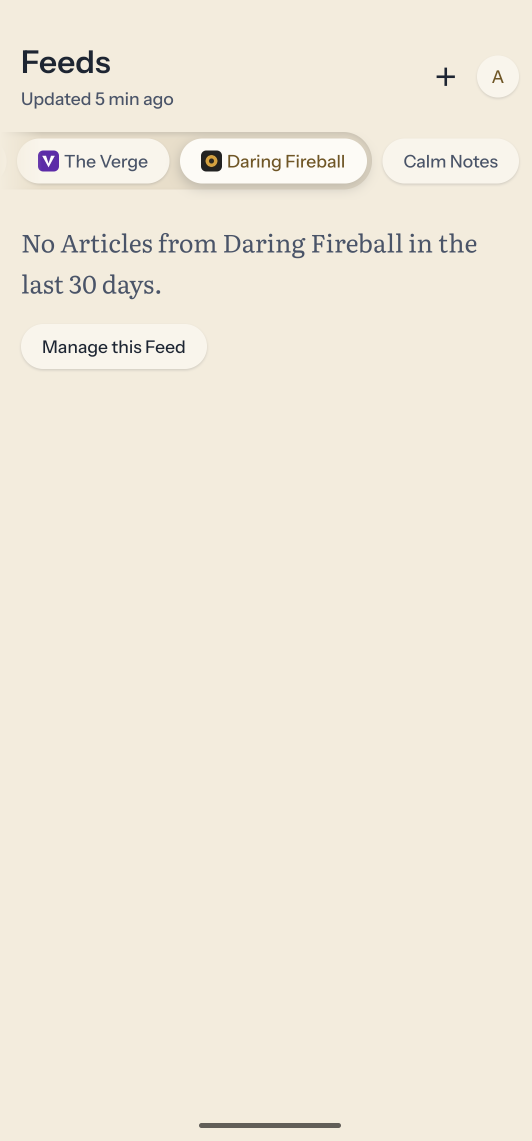 Feeds
Updated 5 min ago
A
The Verge
Daring Fireball
Calm Notes
No Articles from Daring Fireball in the
last 30 days.
Manage this Feed